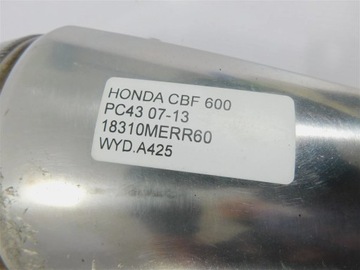 HONDA CBF 600
PC43 07-13
18310MERR60
WYD.A425